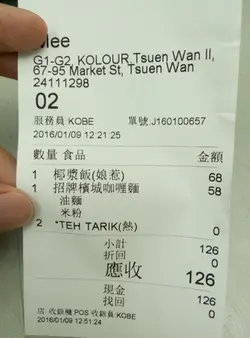 Mee
G1-G2, KOLOUR Tsuen Wan II,
67-95 Market St, Tsuen Wan
24111298
02
服務員 KOBE 單號:J160100657
2016/01/09 12:21:25
數量 食品 金額
1 椰漿飯(娘惹) 68
1 招牌檳城咖喱麵 58
油麵
米粉
2 *TEH TARIK(熱) 0
小計 126
折回 0
應收 126
現金 126
找回 0
店 收銀機 POS 收銀員 KOBE
2016/01/09 12:51:24